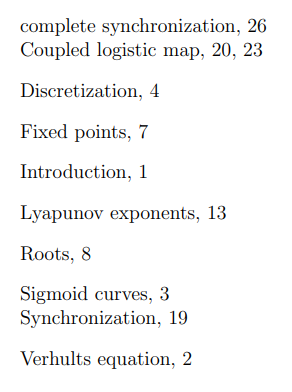 complete synchronization, 26
Coupled logistic map, 20, 23
Discretization, 4
Fixed points, 7
Introduction, 1
Lyapunov exponents, 13
Roots, 8
Sigmoid curves, 3
Synchronization, 19
Verhults equation, 2